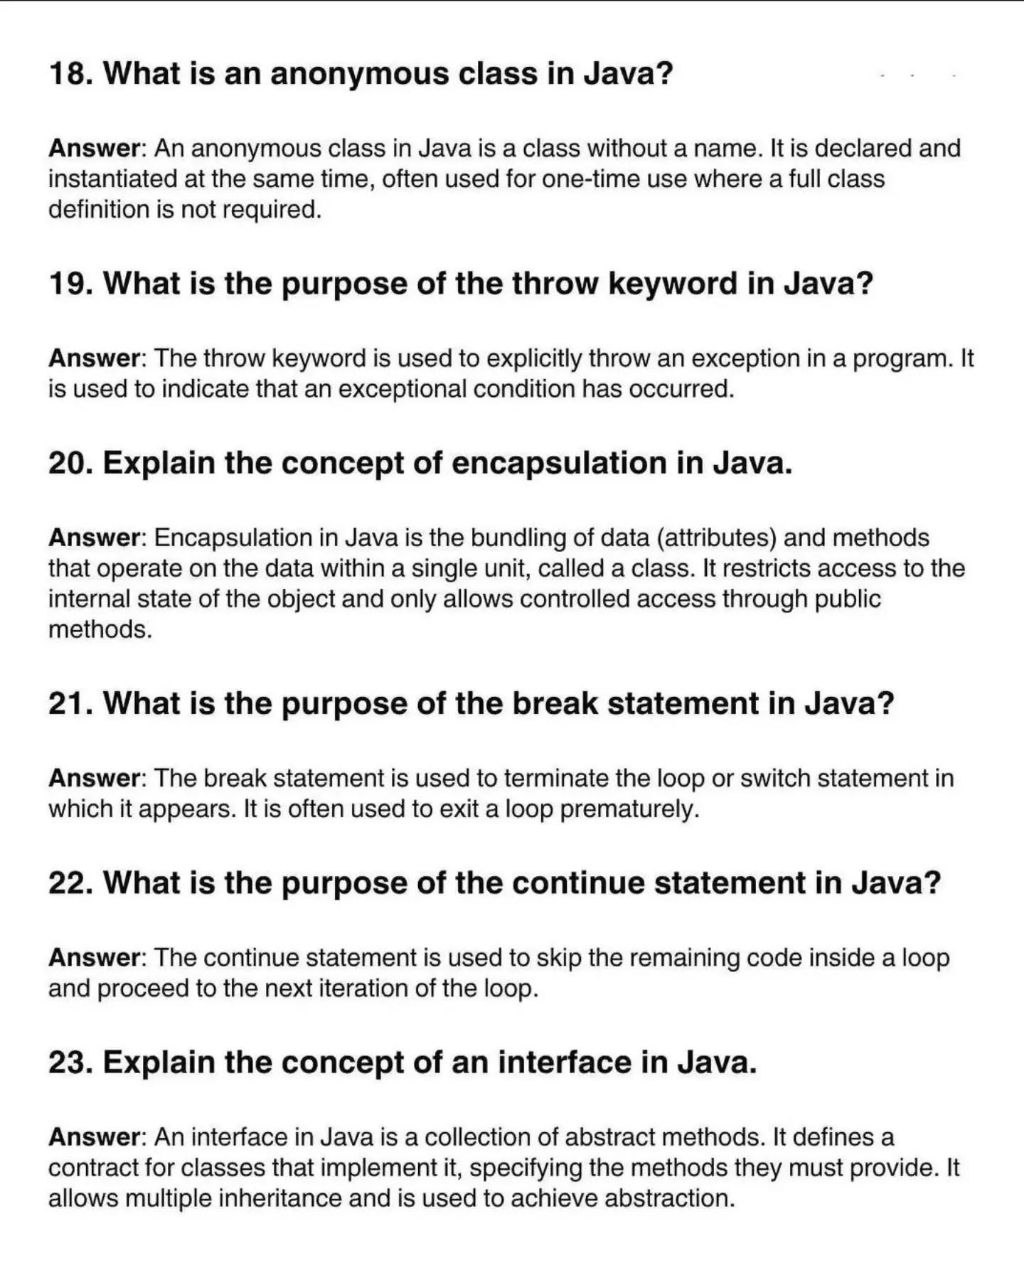 18. What is an anonymous class in Java?
Answer: An anonymous class in Java is a class without a name. It is declared and
instantiated at the same time, often used for one-time use where a full class
definition is not required.
19. What is the purpose of the throw keyword in Java?
Answer: The throw keyword is used to explicitly throw an exception in a program. It
is used to indicate that an exceptional condition has occurred.
20. Explain the concept of encapsulation in Java.
Answer: Encapsulation in Java is the bundling of data (attributes) and methods
that operate on the data within a single unit, called a class. It restricts access to the
internal state of the object and only allows controlled access through public
methods.
21. What is the purpose of the break statement in Java?
Answer: The break statement is used to terminate the loop or switch statement in
which it appears. It is often used to exit a loop prematurely.
22. What is the purpose of the continue statement in Java?
Answer: The continue statement is used to skip the remaining code inside a loop
and proceed to the next iteration of the loop.
23. Explain the concept of an interface in Java.
Answer: An interface in Java is a collection of abstract methods. It defines a
contract for classes that implement it, specifying the methods they must provide. It
allows multiple inheritance and is used to achieve abstraction.